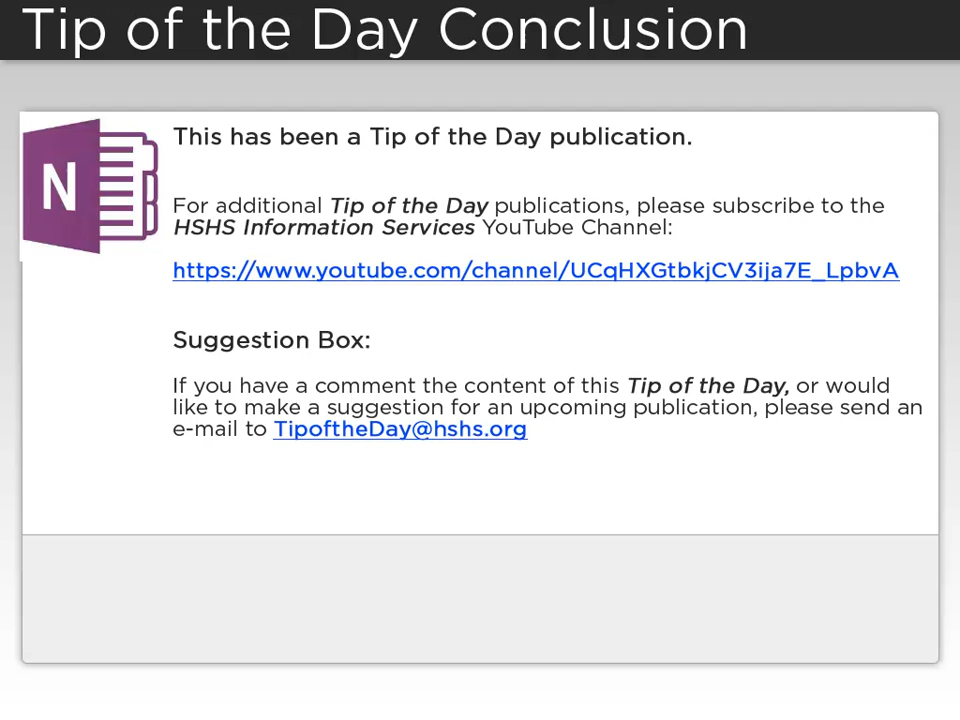 Tip of the Day Conclusion
N
This has been a Tip of the Day publication.
For additional Tip of the Day publications, please subscribe to the
HSHS Information Services YouTube Channel:
https://www.youtube.com/channel/UCqHXGtbkjCV3ija7E_LpbvA
Suggestion Box:
If you have a comment the content of this Tip of the Day, or would
like to make a suggestion for an upcoming publication, please send an
e-mail to TipoftheDay@hshs.org